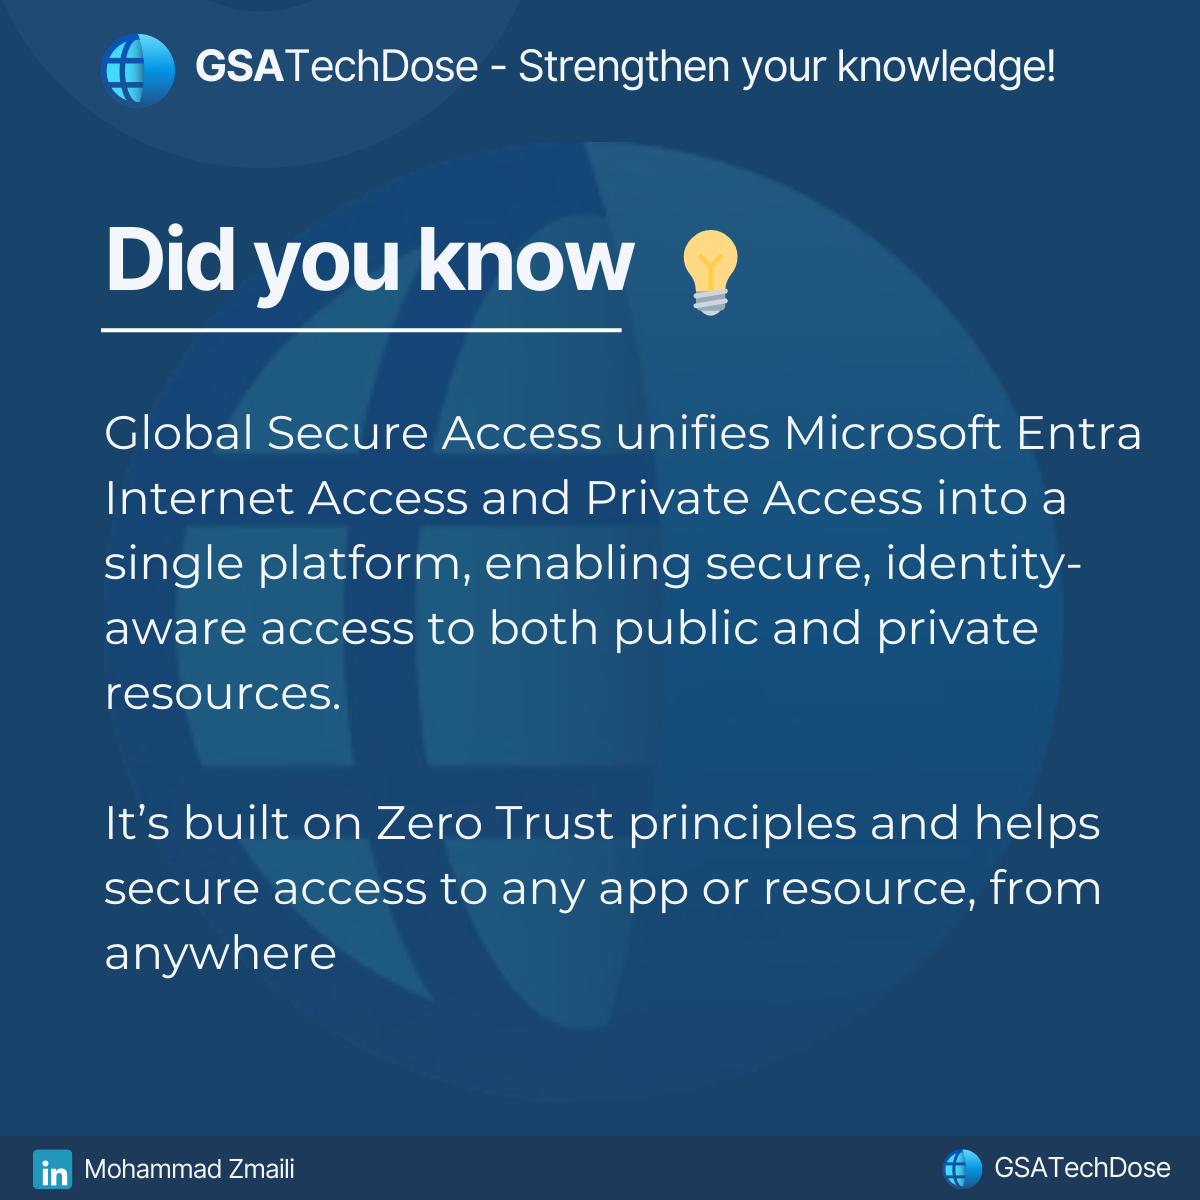 GSATechDose - Strengthen your knowledge!
Did you know
Global Secure Access unifies Microsoft Entra
Internet Access and Private Access into a
single platform, enabling secure, identity-
aware access to both public and private
resources.
It’s built on Zero Trust principles and helps
secure access to any app or resource, from
anywhere
in Mohammad Zmaili
GSATechDose